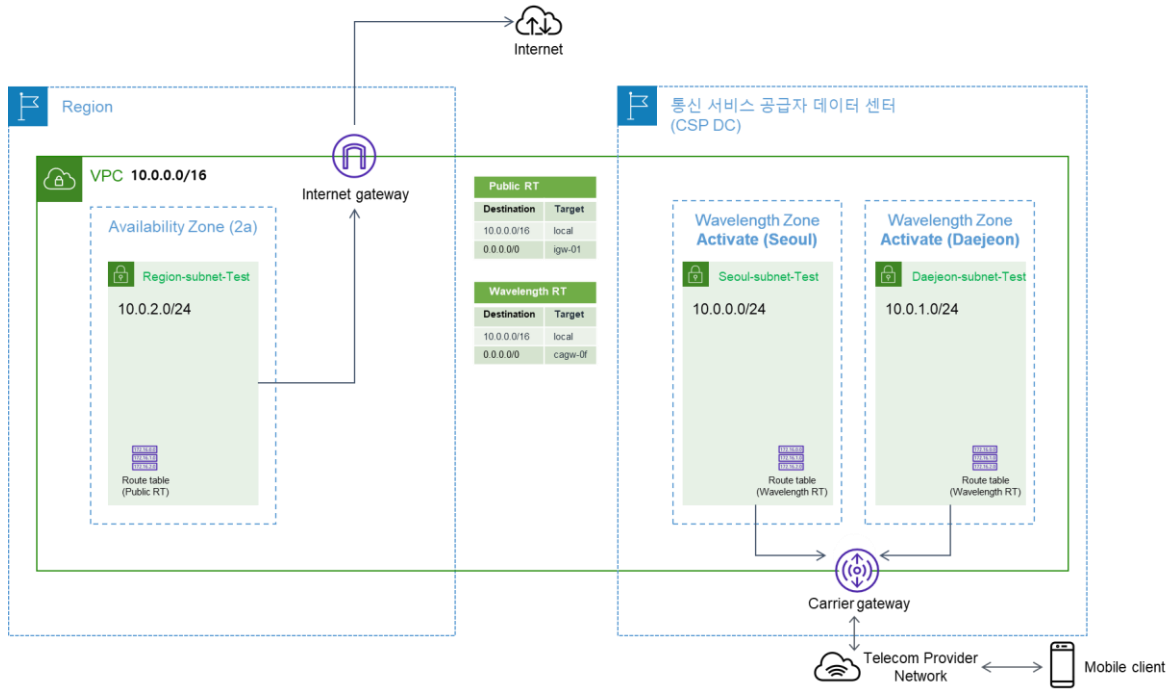 Internet
Region
통신 서비스 공급자 데이터 센터
(CSP DC)
VPC 10.0.0.0/16
Internet gateway
Availability Zone (2a)
Region-subnet-Test
10.0.2.0/24
Route table
(Public RT)
Public RT
Destination Target
10.0.0.0/16 local
0.0.0.0/0 igw-01
Wavelength RT
Destination Target
10.0.0.0/16 local
0.0.0.0/0 cagw-0f
Wavelength Zone
Activate (Seoul)
Seoul-subnet-Test
10.0.0.0/24
Route table
(Wavelength RT)
Wavelength Zone
Activate (Daejeon)
Daejeon-subnet-Test
10.0.1.0/24
Route table
(Wavelength RT)
Carrier gateway
Telecom Provider
Network
Mobile client